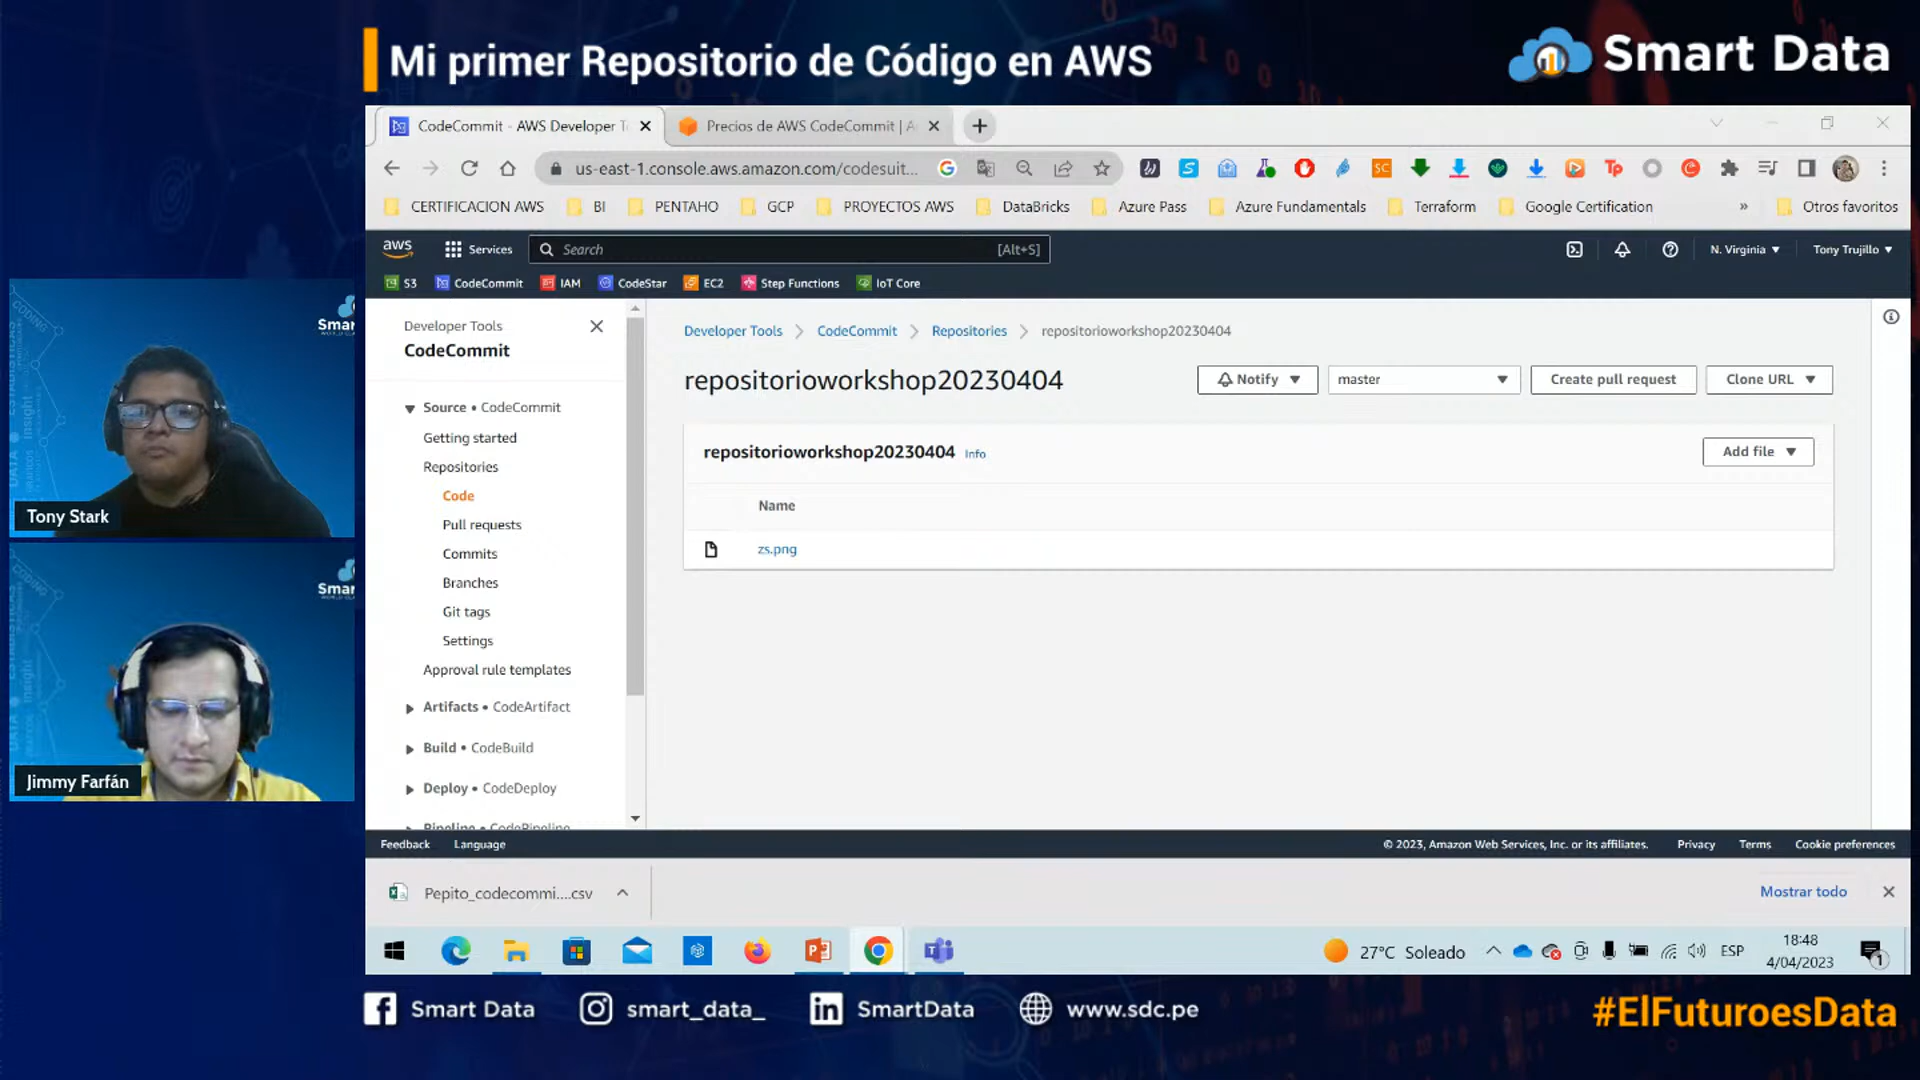 Mi primer Repositorio de Código en AWS
Smart Data
CodeCommit - AWS Developer T
Precios de AWS CodeCommit | A
us-east-1.console.aws.amazon.com/codesuit...
CERTIFICACION AWS
BI
PENTAHO
GCP
PROYECTOS AWS
DataBricks
Azure Pass
Azure Fundamentals
Terraform
Google Certification
»
Otros favoritos
aws
Services
Search
[Alt+S]
N. Virginia
Tony Trujillo
S3
CodeCommit
IAM
CodeStar
EC2
Step Functions
IoT Core
Developer Tools
CodeCommit
Source • CodeCommit
Getting started
Repositories
Code
Pull requests
Commits
Branches
Git tags
Settings
Approval rule templates
Artifacts • CodeArtifact
Build • CodeBuild
Deploy • CodeDeploy
Pipeline • CodePipeline
Developer Tools
CodeCommit
Repositories
repositorioworkshop20230404
repositorioworkshop20230404
Notify
master
Create pull request
Clone URL
repositorioworkshop20230404
Info
Add file
Name
zs.png
Feedback
Language
© 2023, Amazon Web Services, Inc. or its affiliates.
Privacy
Terms
Cookie preferences
Pepito_codecommi....csv
Mostrar todo
27°C Soleado
ESP
18:48
4/04/2023
1
Smar
Tony Stark
Smar
Jimmy Farfán
Smart Data
smart_data_
SmartData
www.sdc.pe
#ElFuturoesData